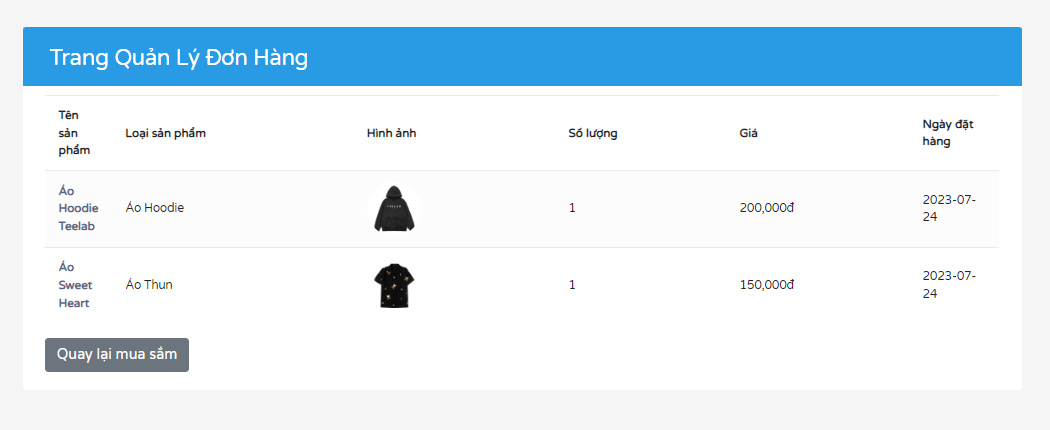 Trang Quản Lý Đơn Hàng
Tên sản phẩm Loại sản phẩm Hình ảnh Số lượng Giá Ngày đặt hàng
Áo Hoodie Teelab Áo Hoodie TEELAB 1 200,000đ 2023-07-24
Áo Sweet Heart Áo Thun 1 150,000đ 2023-07-24
Quay lại mua sắm